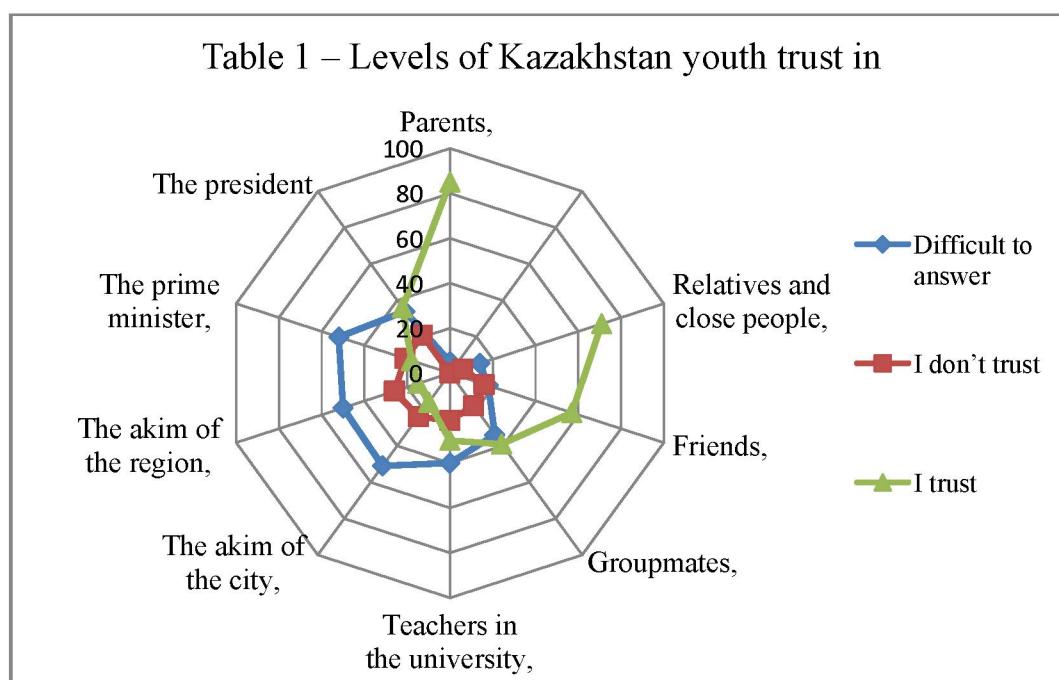 Table 1 – Levels of Kazakhstan youth trust in
Parents,
100
80
60
40
20
0
The president
The prime
minister,
The akim of
the region,
The akim of
the city,
Teachers in
the university,
Groupmates,
Friends,
Relatives and
close people,
Difficult to
answer
I don’t trust
I trust